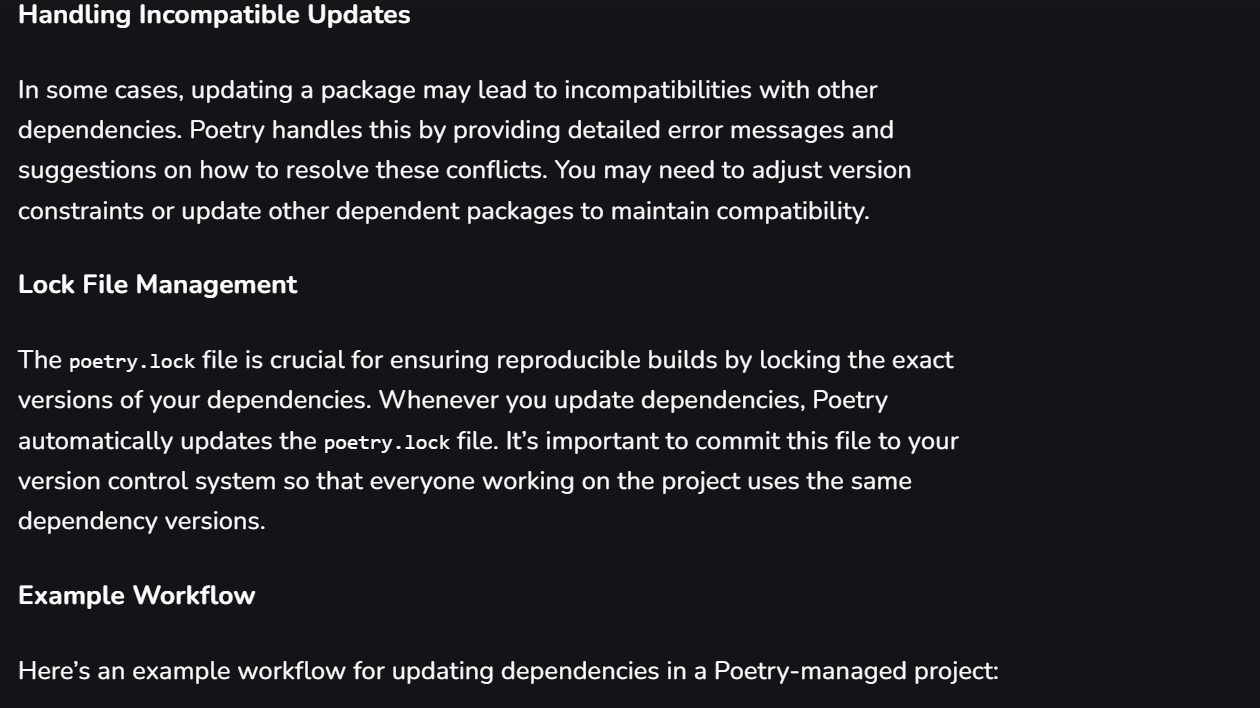 Handling Incompatible Updates
In some cases, updating a package may lead to incompatibilities with other
dependencies. Poetry handles this by providing detailed error messages and
suggestions on how to resolve these conflicts. You may need to adjust version
constraints or update other dependent packages to maintain compatibility.
Lock File Management
The poetry.lock file is crucial for ensuring reproducible builds by locking the exact
versions of your dependencies. Whenever you update dependencies, Poetry
automatically updates the poetry.lock file. It’s important to commit this file to your
version control system so that everyone working on the project uses the same
dependency versions.
Example Workflow
Here’s an example workflow for updating dependencies in a Poetry-managed project: